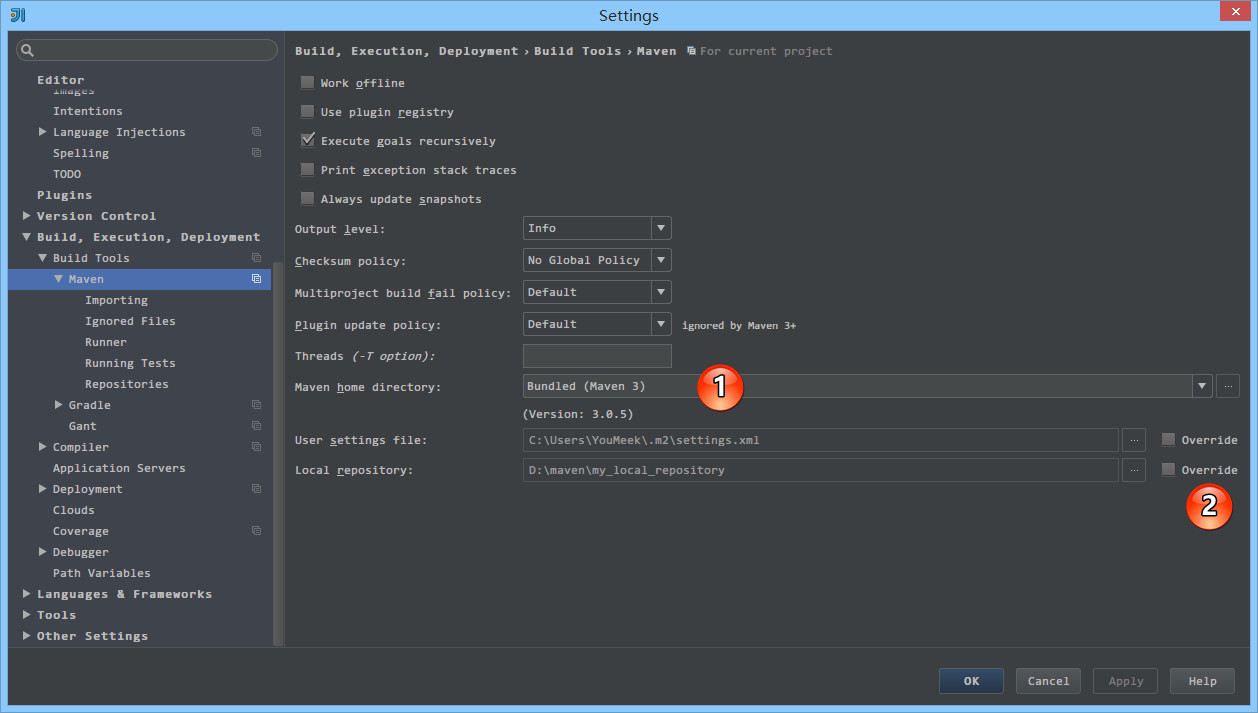 Settings
Editor
Images
Intentions
Language Injections
Spelling
TODO
Plugins
Version Control
Build, Execution, Deployment
Build Tools
Maven
Importing
Ignored Files
Runner
Running Tests
Repositories
Gradle
Gant
Compiler
Application Servers
Deployment
Clouds
Coverage
Debugger
Path Variables
Languages & Frameworks
Tools
Other Settings
Build, Execution, Deployment › Build Tools › Maven For current project
Work offline
Use plugin registry
Execute goals recursively
Print exception stack traces
Always update snapshots
Output level: Info
Checksum policy: No Global Policy
Multiproject build fail policy: Default
Plugin update policy: Default ignored by Maven 3+
Threads (-T option):
Maven home directory: Bundled (Maven 3) 1 ...
(Version: 3.0.5)
User settings file: C:\Users\YouMeek\.m2\settings.xml ... Override
Local repository: D:\maven\my_local_repository ... Override
2
OK Cancel Apply Help